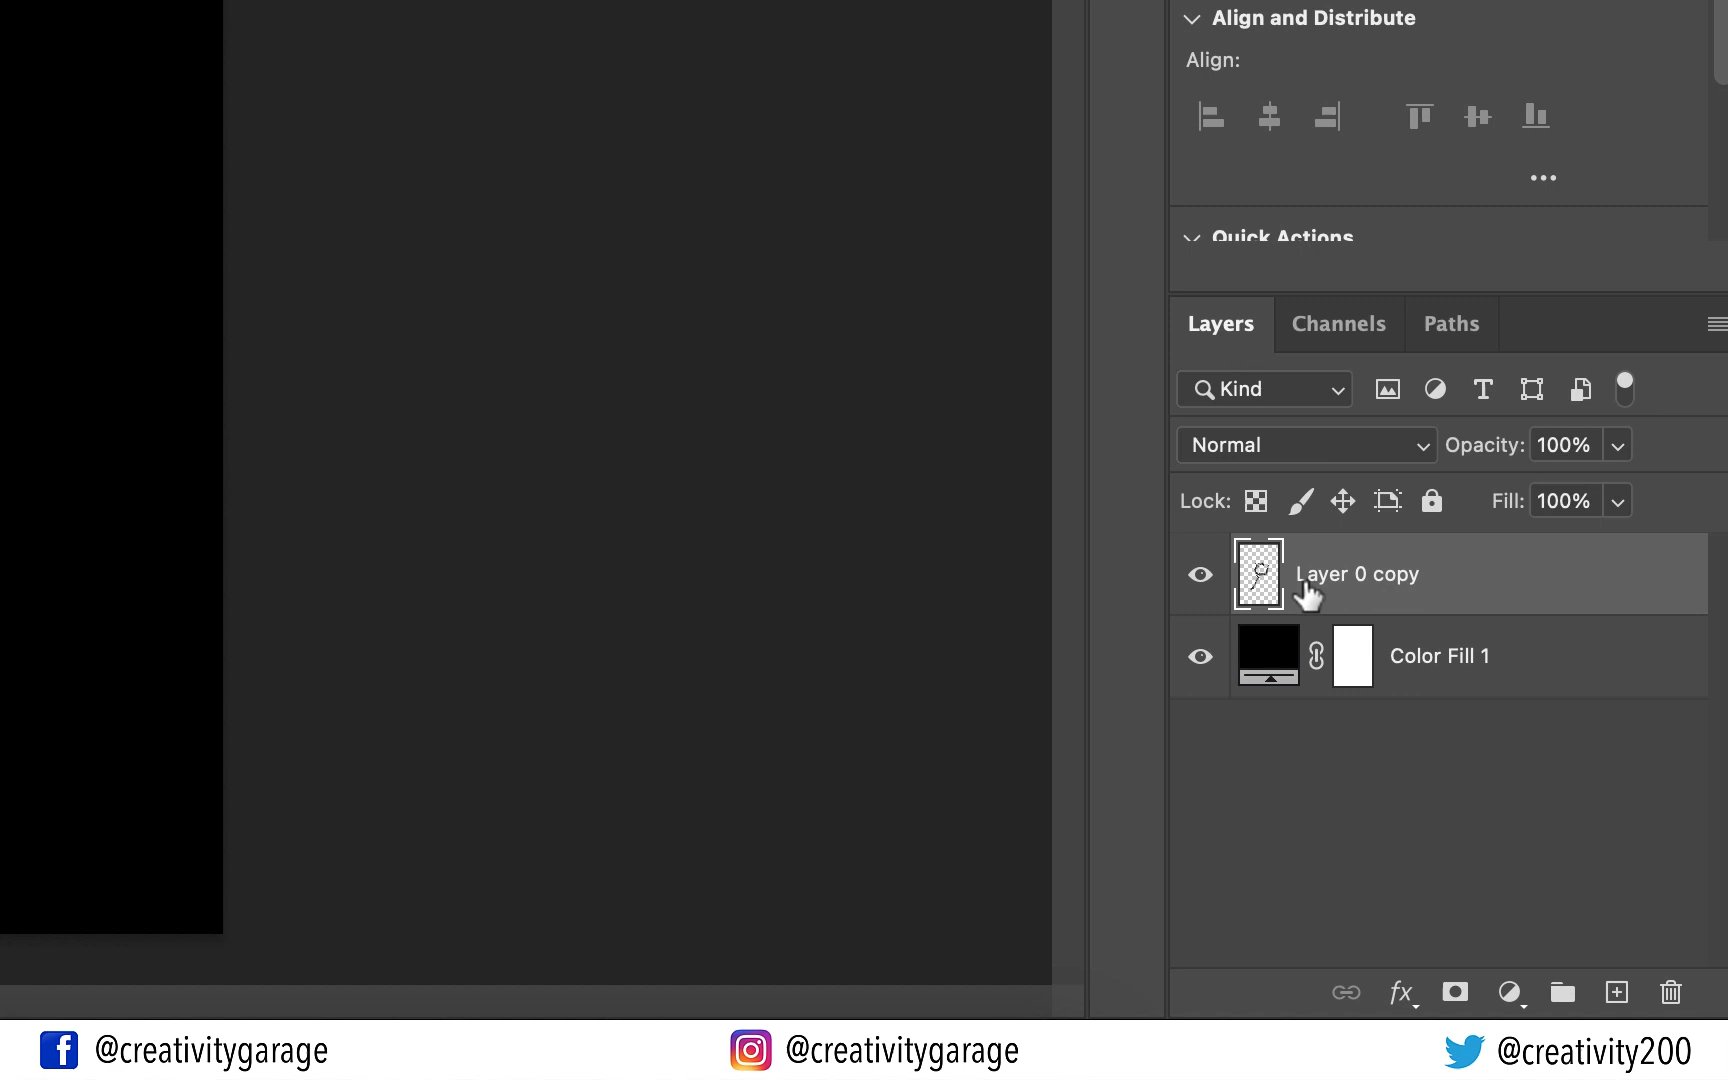 Align and Distribute
Align:
Quick Actions
Layers Channels Paths
Kind
Normal Opacity: 100%
Lock: Fill: 100%
Layer 0 copy
Color Fill 1
fx
@creativitygarage @creativitygarage @creativity200